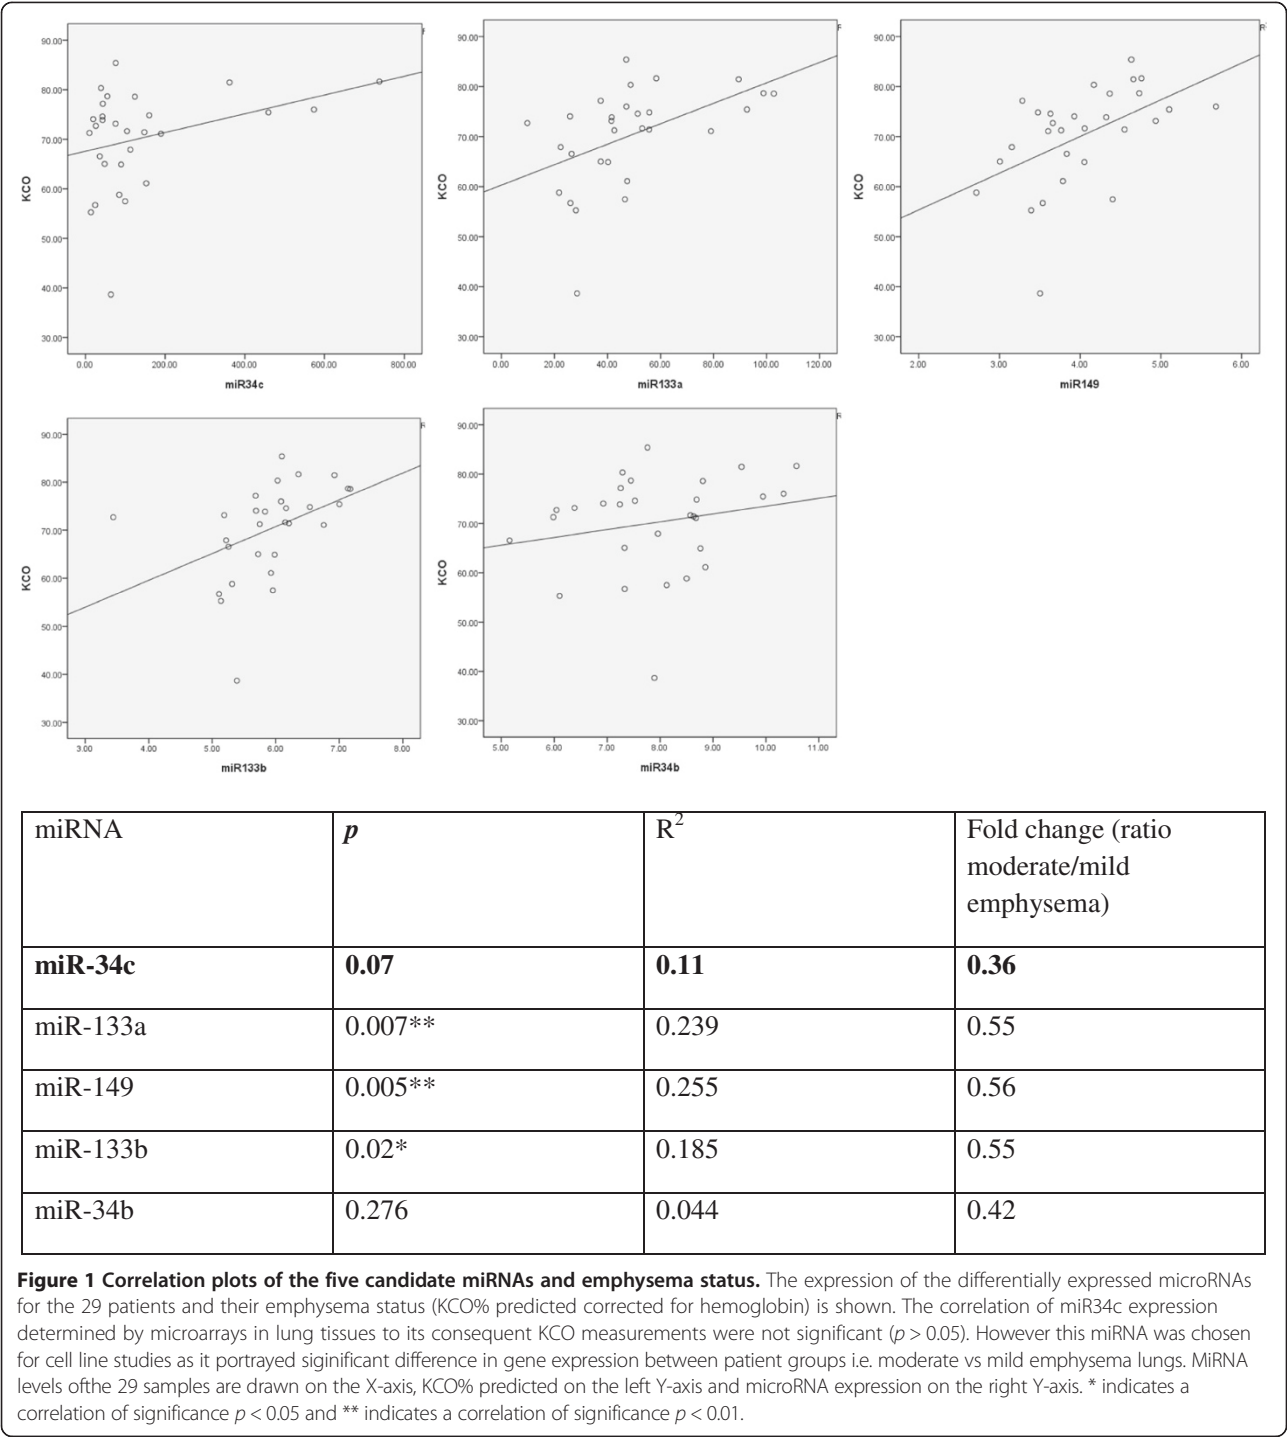 90.00
80.00
70.00
60.00
50.00
40.00
30.00
KCO
0.00 200.00 400.00 600.00 800.00
miR34c
90.00
80.00
70.00
60.00
50.00
40.00
30.00
KCO
0.00 20.00 40.00 60.00 80.00 100.00 120.00
miR133a
90.00
80.00
70.00
60.00
50.00
40.00
30.00
KCO
2.00 3.00 4.00 5.00 6.00
miR149
90.00
80.00
70.00
60.00
50.00
40.00
30.00
KCO
3.00 4.00 5.00 6.00 7.00 8.00
miR133b
90.00
80.00
70.00
60.00
50.00
40.00
30.00
KCO
5.00 6.00 7.00 8.00 9.00 10.00 11.00
miR34b
miRNA p R² Fold change (ratio
moderate/mild
emphysema)
miR-34c 0.07 0.11 0.36
miR-133a 0.007** 0.239 0.55
miR-149 0.005** 0.255 0.56
miR-133b 0.02* 0.185 0.55
miR-34b 0.276 0.044 0.42
Figure 1 Correlation plots of the five candidate miRNAs and emphysema status. The expression of the differentially expressed microRNAs
for the 29 patients and their emphysema status (KCO% predicted corrected for hemoglobin) is shown. The correlation of miR34c expression
determined by microarrays in lung tissues to its consequent KCO measurements were not significant (p > 0.05). However this miRNA was chosen
for cell line studies as it portrayed siginificant difference in gene expression between patient groups i.e. moderate vs mild emphysema lungs. MiRNA
levels ofthe 29 samples are drawn on the X-axis, KCO% predicted on the left Y-axis and microRNA expression on the right Y-axis. * indicates a
correlation of significance p < 0.05 and ** indicates a correlation of significance p < 0.01.